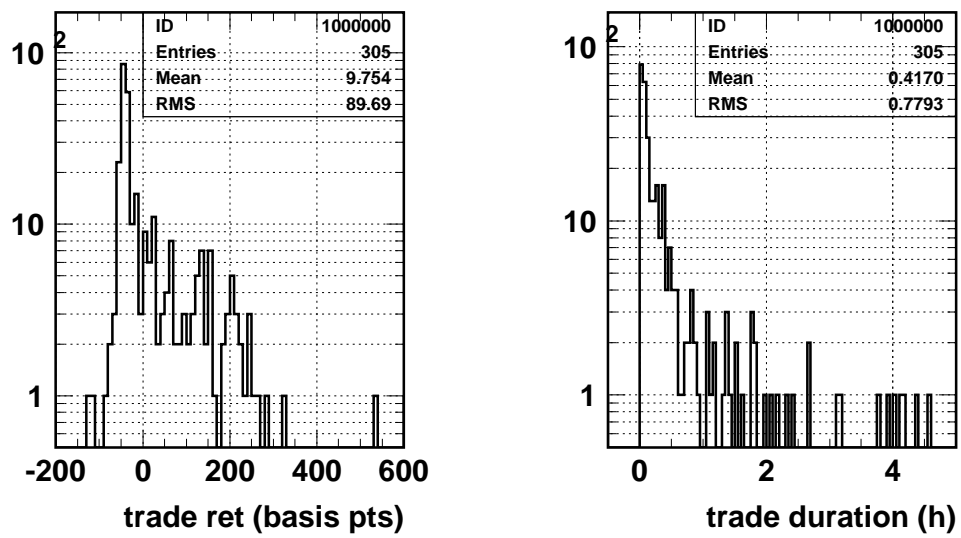 ID 1000000
Entries 305
Mean 9.754
RMS 89.69
10 2
10
1
-200 0 200 400 600
trade ret (basis pts)
ID 1000000
Entries 305
Mean 0.4170
RMS 0.7793
10 2
10
1
0 2 4
trade duration (h)